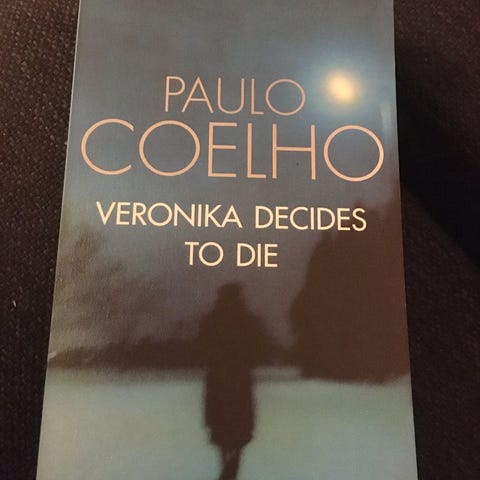 PAULO
COELHO
VERONIKA DECIDES
TO DIE